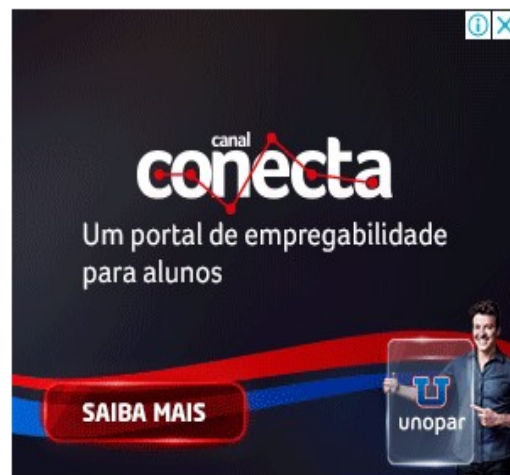 canal
conecta
Um portal de empregabilidade
para alunos
SAIBA MAIS
U
unopar